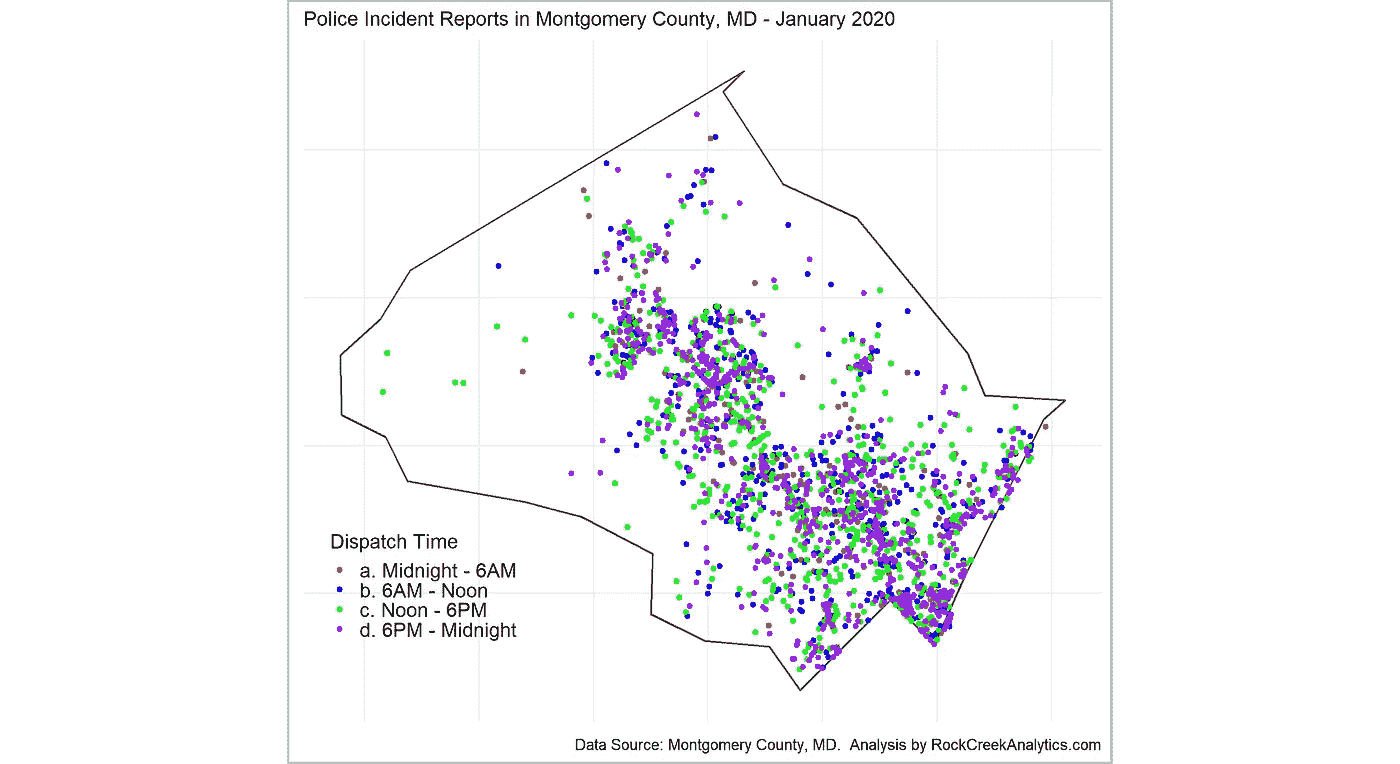 Police Incident Reports in Montgomery County, MD - January 2020
Dispatch Time
a. Midnight - 6AM
b. 6AM - Noon
c. Noon - 6PM
d. 6PM - Midnight
Data Source: Montgomery County, MD.  Analysis by RockCreekAnalytics.com